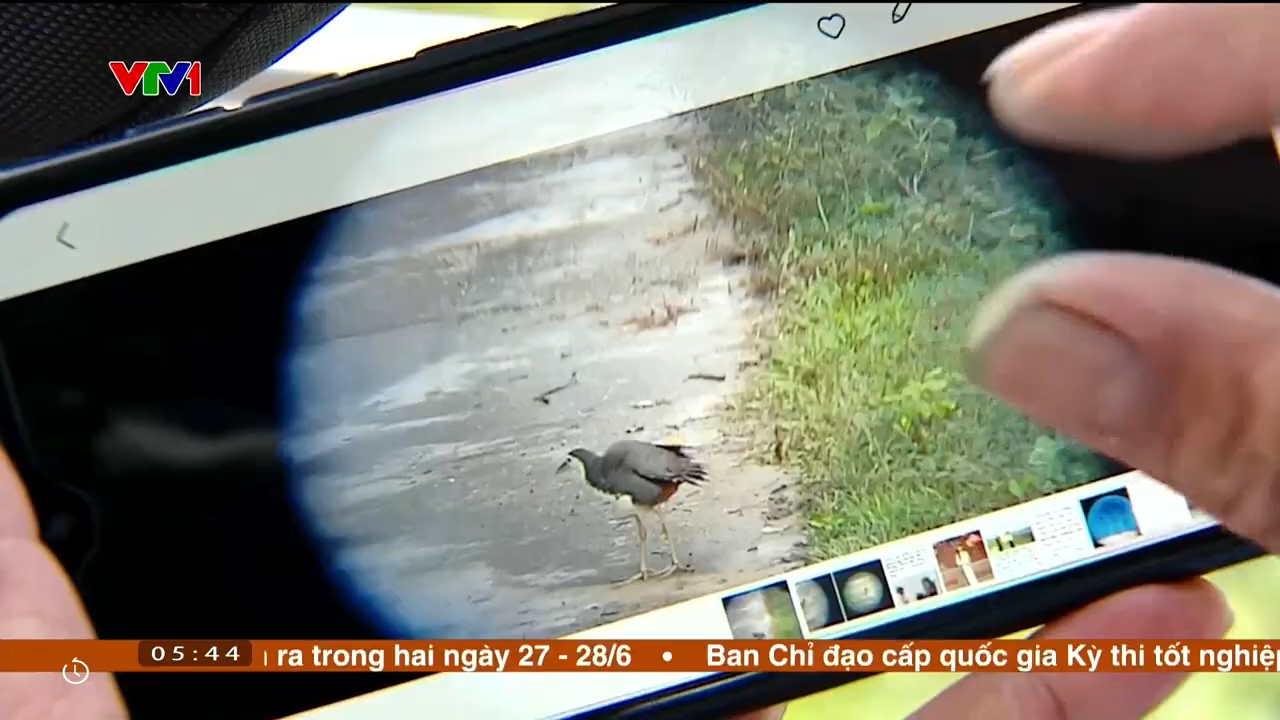 VTV1
05:44 ra trong hai ngày 27 - 28/6 • Ban Chỉ đạo cấp quốc gia Kỳ thi tốt nghiệp